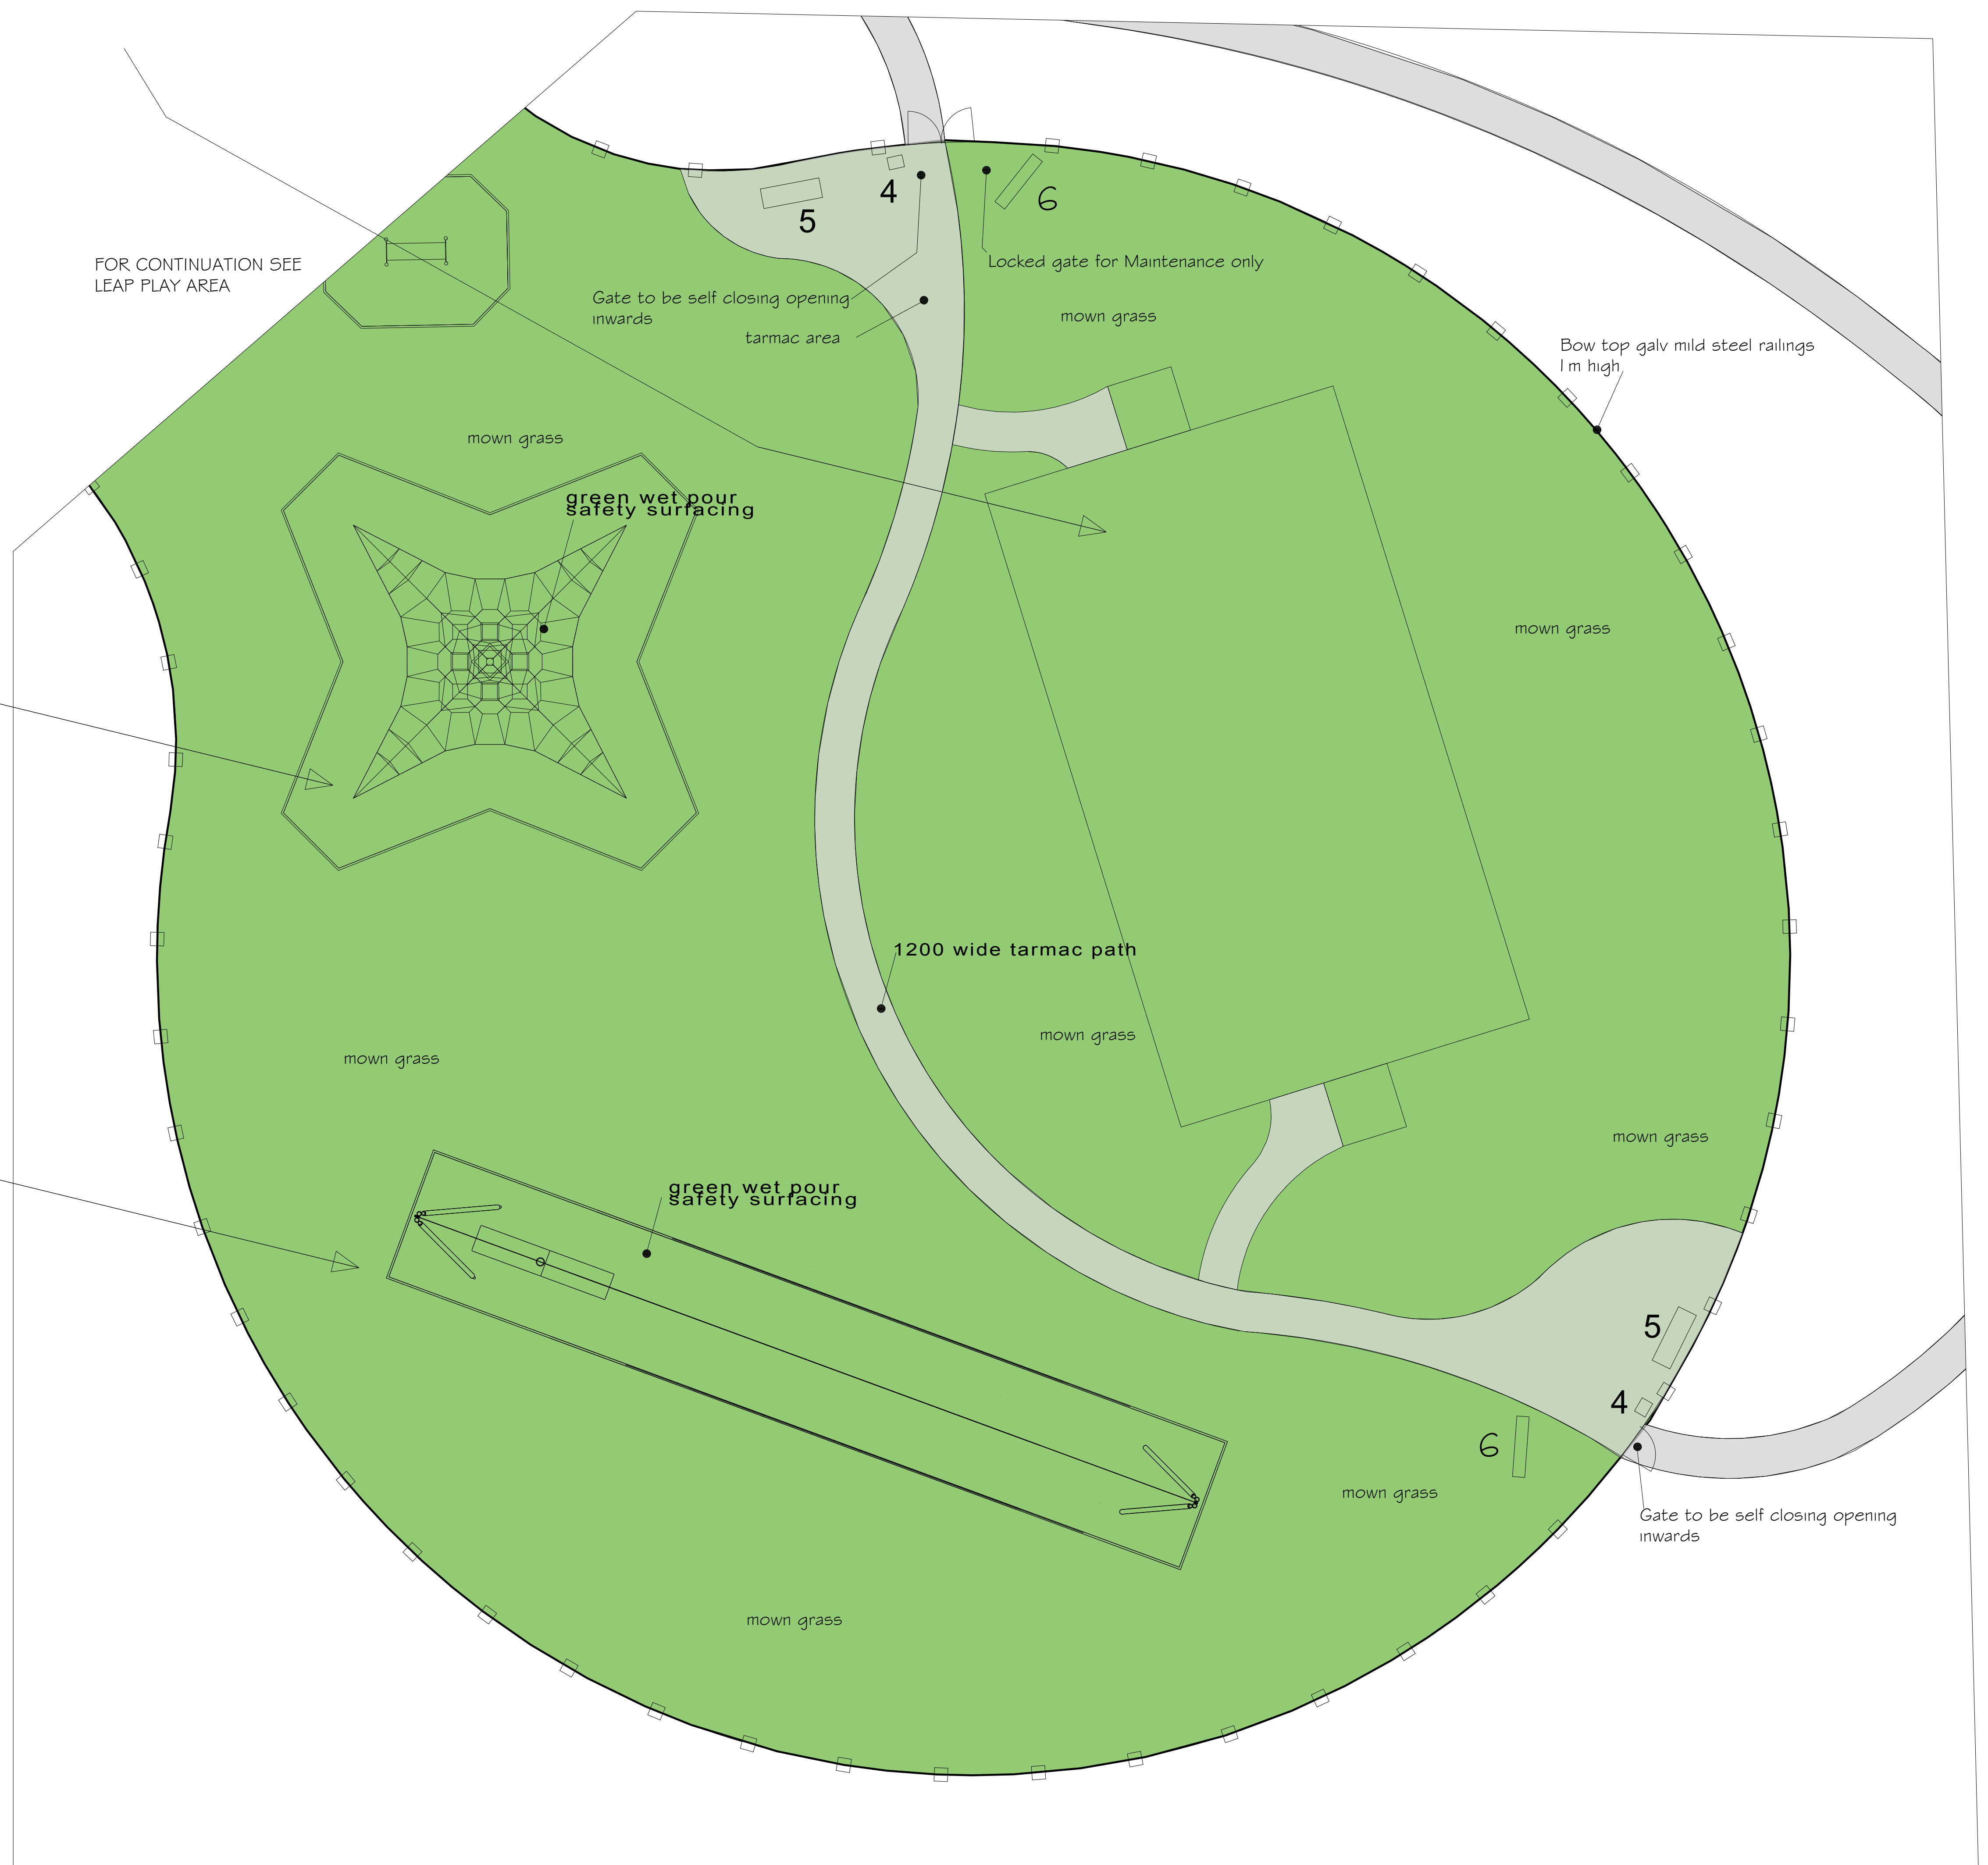 4
5
6
FOR CONTINUATION SEE
LEAP PLAY AREA
Locked gate for Maintenance only
Gate to be self closing opening
inwards
mown grass
tarmac area
Bow top galv mild steel railings
1m high
mown grass
green wet pour
safety surfacing
mown grass
1200 wide tarmac path
mown grass
mown grass
mown grass
green wet pour
safety surfacing
5
4
6
mown grass
Gate to be self closing opening
inwards
mown grass